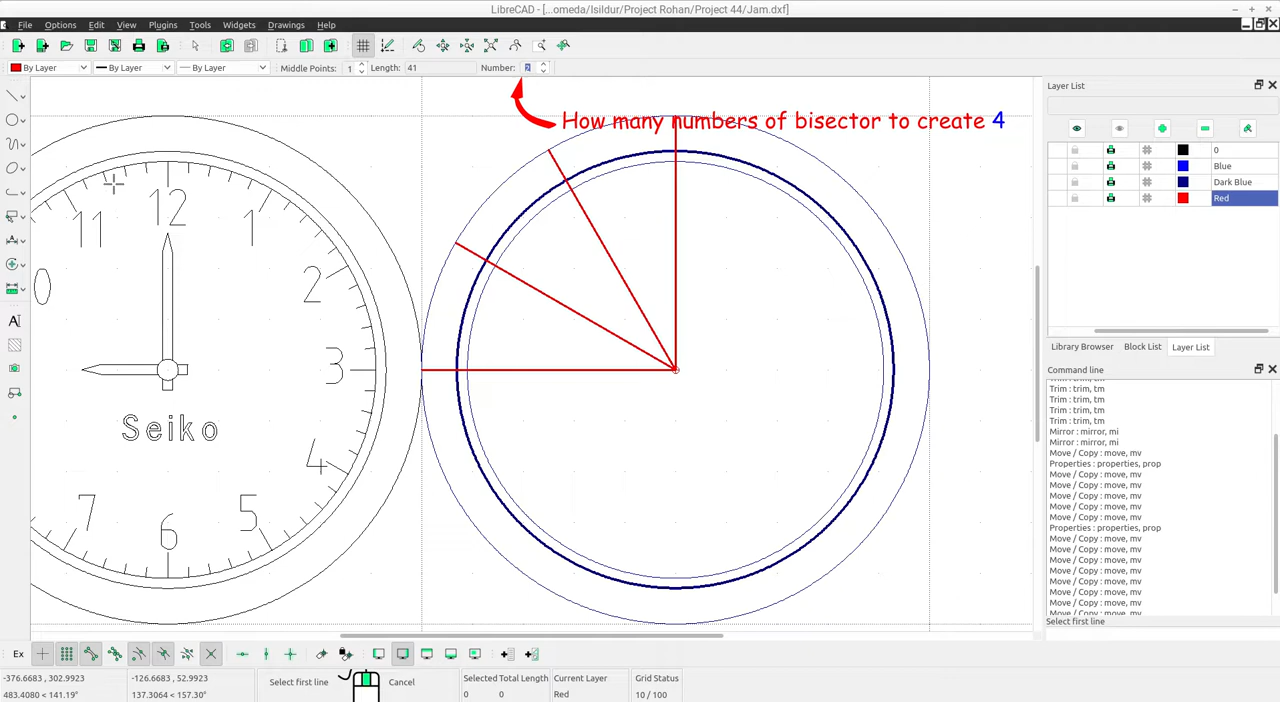 LibreCAD - [...omeda/Isildur/Project Rohan/Project 44/Jam.dxf]
File Options Edit View Plugins Tools Widgets Drawings Help
By Layer By Layer By Layer Middle Points: 1 Length: 41 Number:
How many numbers of bisector to create 4
12
11 1
0 2
3
Seiko
4
7 5
6
Layer List
0
Blue
Dark Blue
Red
Library Browser Block List Layer List
Command line
Trim : trim, tm
Trim : trim, tm
Trim : trim, tm
Trim : trim, tm
Mirror : mirror, mi
Mirror : mirror, mi
Move / Copy : move, mv
Properties : properties, prop
Move / Copy : move, mv
Move / Copy : move, mv
Move / Copy : move, mv
Move / Copy : move, mv
Move / Copy : move, mv
Properties : properties, prop
Move / Copy : move, mv
Move / Copy : move, mv
Move / Copy : move, mv
Move / Copy : move, mv
Move / Copy : move, mv
Move / Copy : move, mv
Move / Copy : move, mv
Move / Copy : move, mv
Select first line
Ex
-376.6683 , 302.9923 -126.6683 , 52.9923 Select first line Cancel Selected Total Length Current Layer Grid Status
483.4080 < 141.19° 137.3064 < 157.30° 0 0 Red 10 / 100